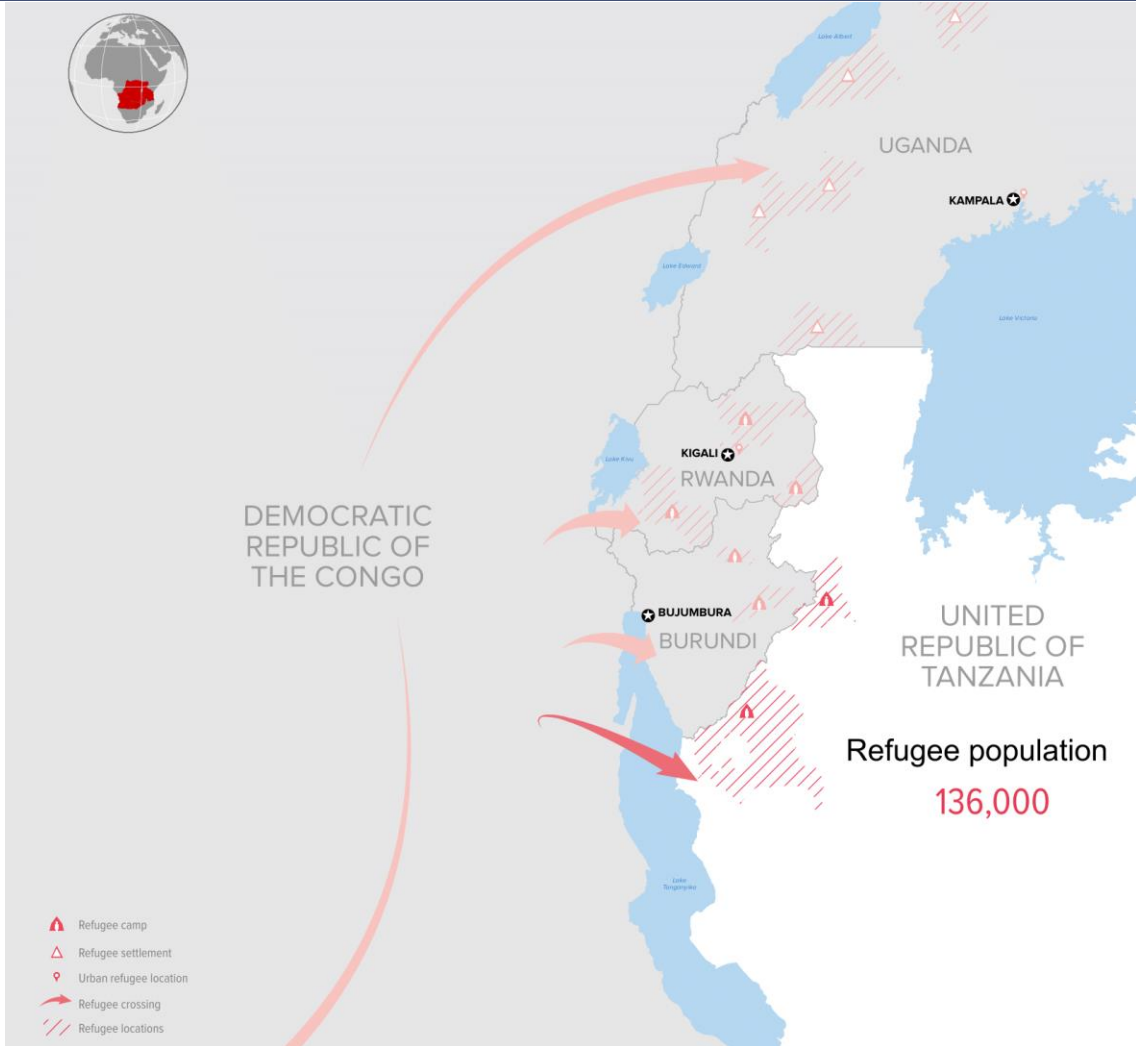 Lake Albert
UGANDA
KAMPALA
Lake Edward
Lake Victoria
KIGALI
Lake Kivu
RWANDA
DEMOCRATIC
REPUBLIC OF
THE CONGO
BUJUMBURA
BURUNDI
UNITED
REPUBLIC OF
TANZANIA
Refugee population
136,000
Lake
Tanganyika
Refugee camp
Refugee settlement
Urban refugee location
Refugee crossing
Refugee locations